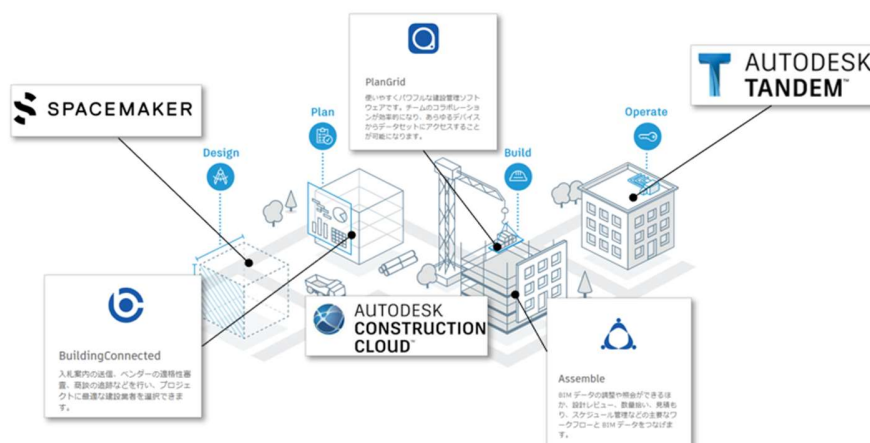 SPACEMAKER
Design
Plan
PlanGrid
使いやすくパワフルな建設管理ソフト
ウェアです。チームのコラボレーショ
ンが効率的になり、あらゆるデバイス
からデータセットにアクセスすること
が可能になります。
Build
Operate
AUTODESK
TANDEM™
BuildingConnected
入札案内の送信、ベンダーの適格性審
査、商談の追跡などを行い、プロジェ
クトに最適な建設業者を選択できま
す。
AUTODESK
CONSTRUCTION
CLOUD™
Assemble
BIM データの調整や照会ができるほ
か、設計レビュー、数量拾い、見積も
り、スケジュール管理などの主要なワ
ークフローと BIM データをつなげま
す。